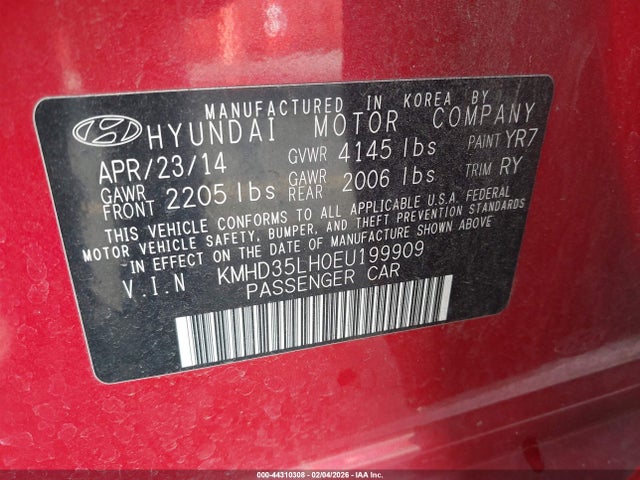 MANUFACTURED IN KOREA BY
HYUNDAI MOTOR COMPANY
APR/23/14 GVWR 4145 lbs PAINT YR7
GAWR FRONT 2205 lbs GAWR REAR 2006 lbs TRIM RY
THIS VEHICLE CONFORMS TO ALL APPLICABLE U.S.A. FEDERAL
MOTOR VEHICLE SAFETY, BUMPER, AND THEFT PREVENTION STANDARDS
IN EFFECT ON THE DATE OF MANUFACTURE SHOWN ABOVE.
V.I.N KMHD35LH0EU199909
PASSENGER CAR
000-44310308 - 02/04/2026 - IAA Inc.